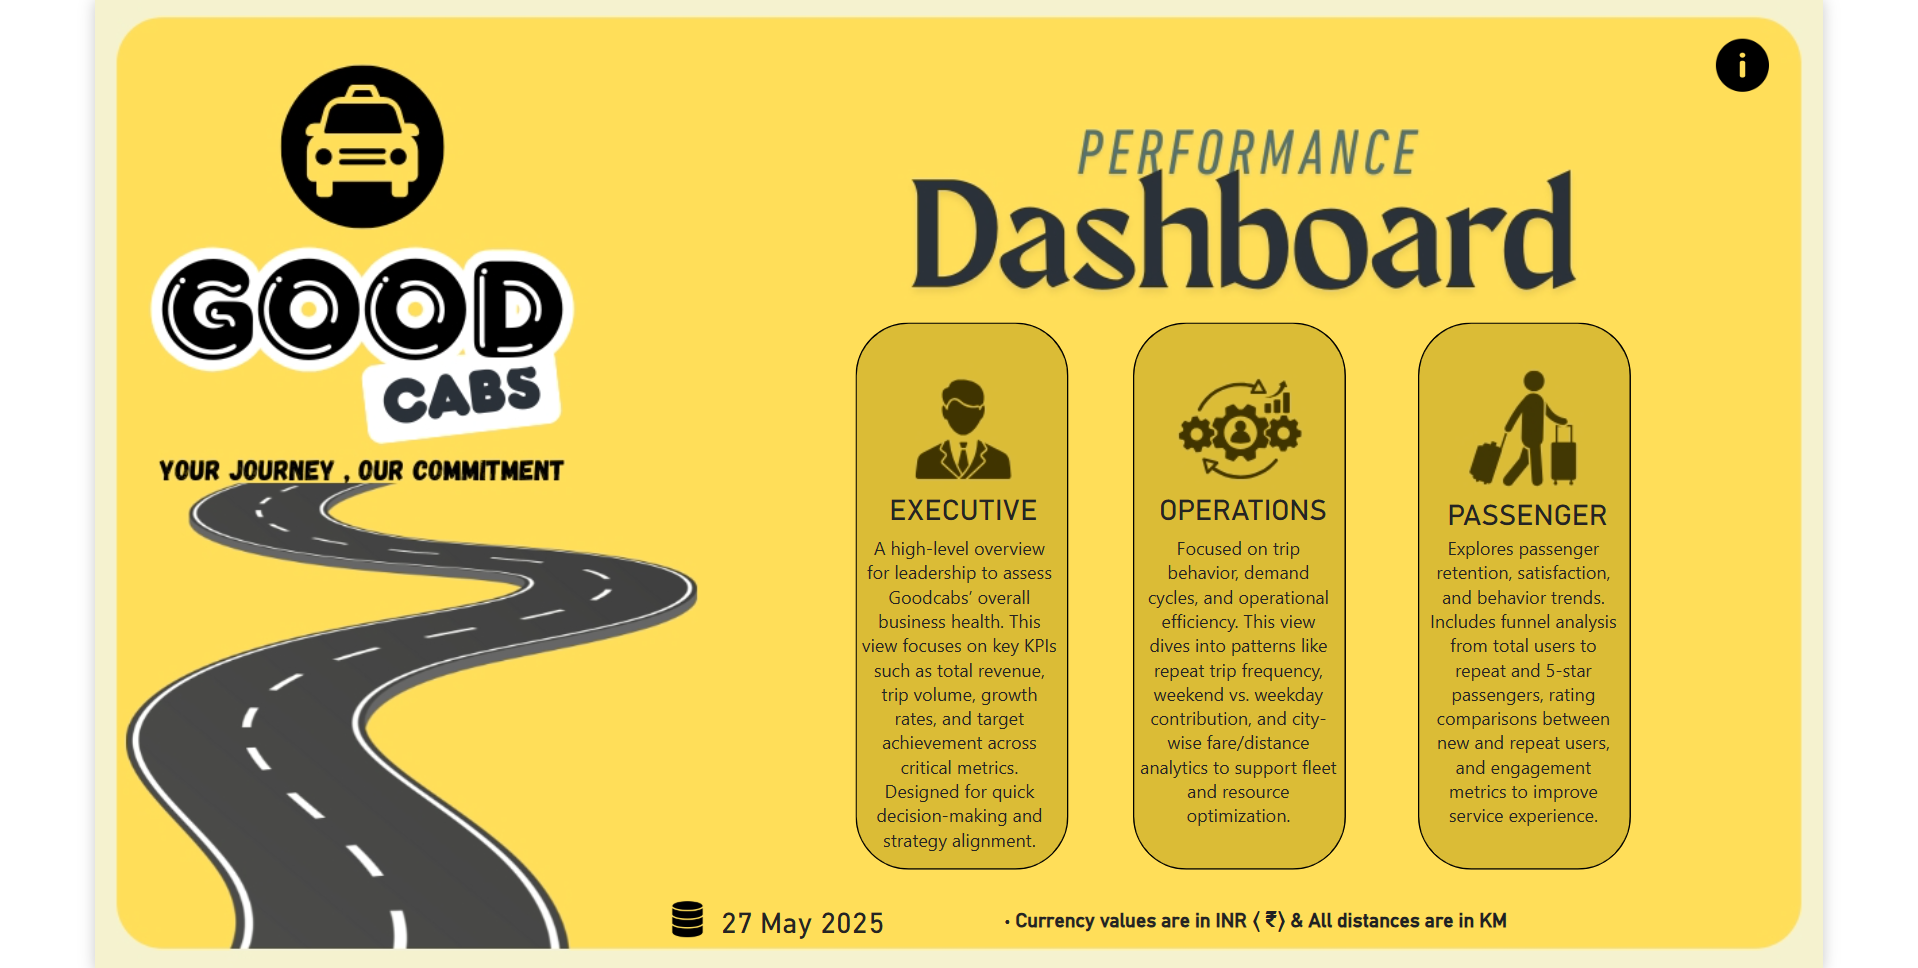 GOOD
CABS
YOUR JOURNEY , OUR COMMITMENT
i
PERFORMANCE
Dashboard
EXECUTIVE
A high-level overview
for leadership to assess
Goodcabs’ overall
business health. This
view focuses on key KPIs
such as total revenue,
trip volume, growth
rates, and target
achievement across
critical metrics.
Designed for quick
decision-making and
strategy alignment.
OPERATIONS
Focused on trip
behavior, demand
cycles, and operational
efficiency. This view
dives into patterns like
repeat trip frequency,
weekend vs. weekday
contribution, and city-
wise fare/distance
analytics to support fleet
and resource
optimization.
PASSENGER
Explores passenger
retention, satisfaction,
and behavior trends.
Includes funnel analysis
from total users to
repeat and 5-star
passengers, rating
comparisons between
new and repeat users,
and engagement
metrics to improve
service experience.
27 May 2025
• Currency values are in INR (₹) & All distances are in KM